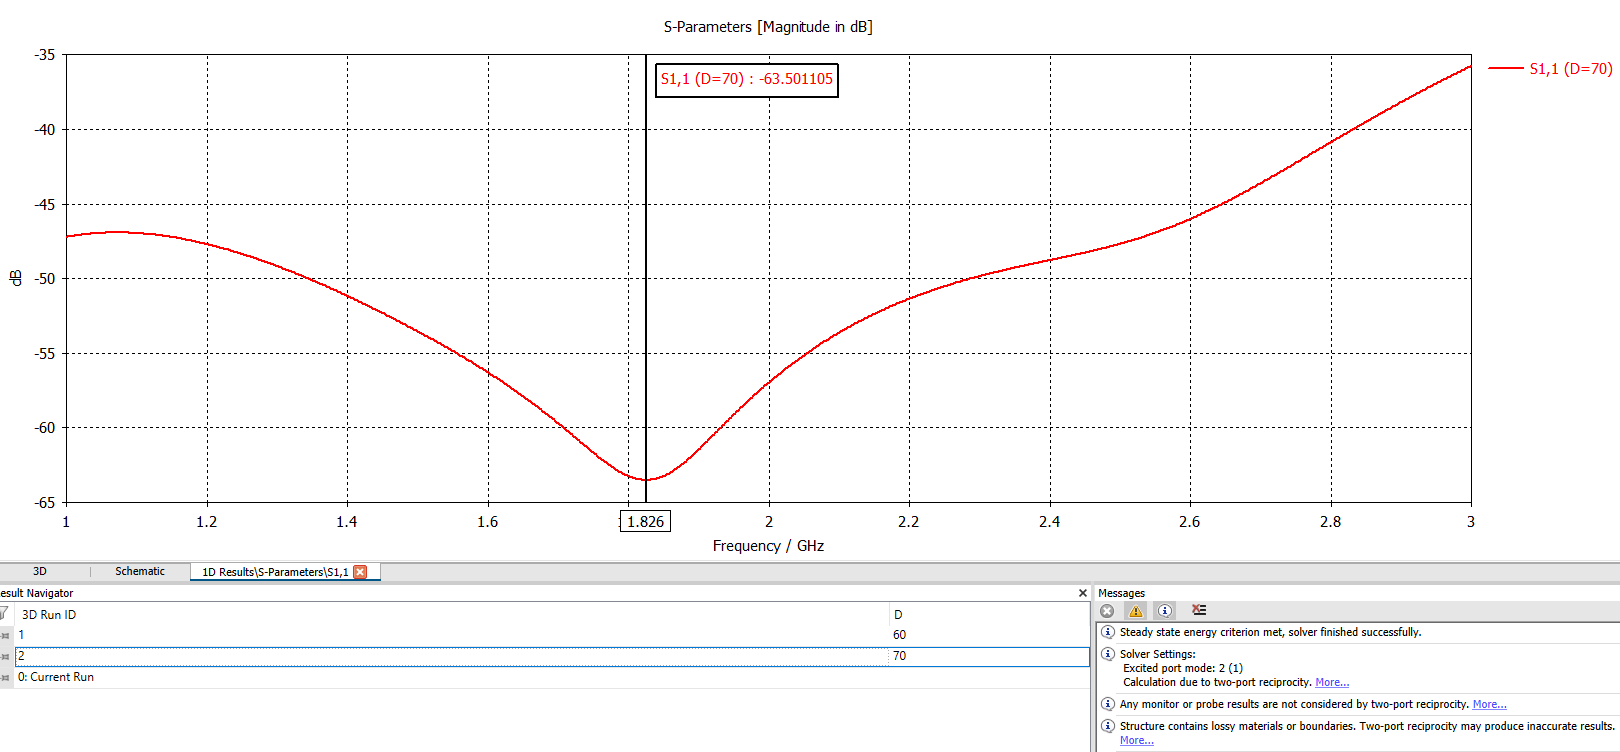 S-Parameters [Magnitude in dB]
S1,1 (D=70) : -63.501105
S1,1 (D=70)
-35
-40
-45
-50
-55
-60
-65
dB
1
1.2
1.4
1.6
1.826
2
2.2
2.4
2.6
2.8
3
Frequency / GHz
3D
Schematic
1D Results\S-Parameters\S1,1
esult Navigator
3D Run ID
D
1
60
2
70
0: Current Run
Messages
Steady state energy criterion met, solver finished successfully.
Solver Settings:
Excited port mode: 2 (1)
Calculation due to two-port reciprocity. More...
Any monitor or probe results are not considered by two-port reciprocity. More...
Structure contains lossy materials or boundaries. Two-port reciprocity may produce inaccurate results.
More...